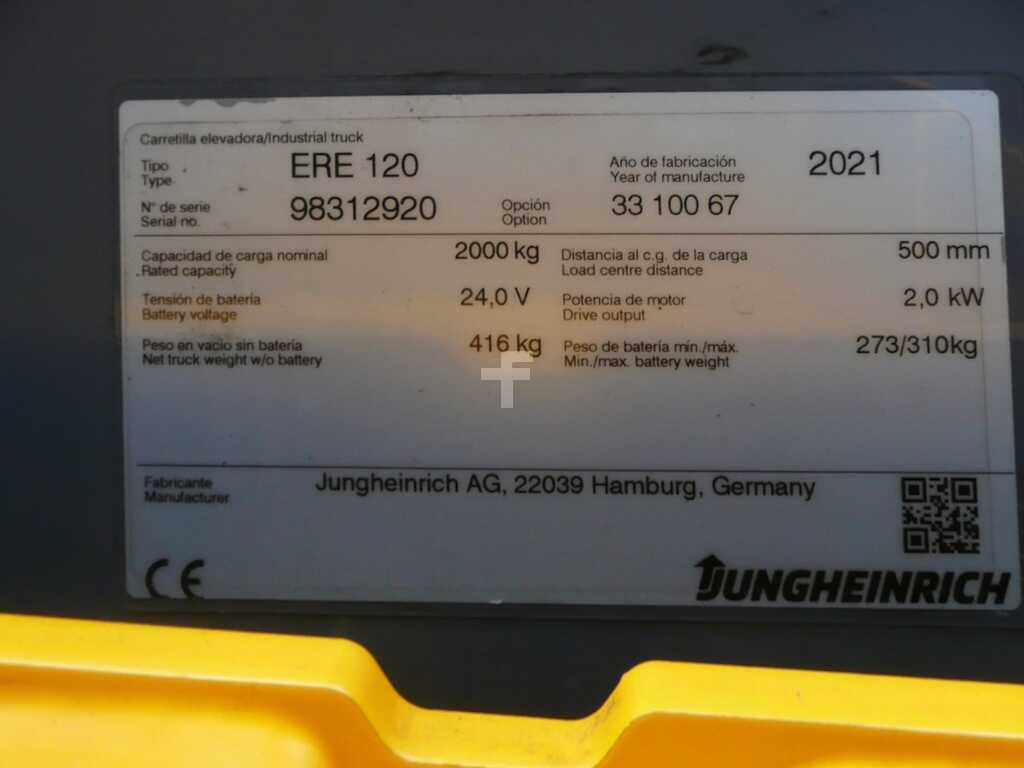 Carretilla elevadora/Industrial truck
Tipo ERE 120 Año de fabricación 2021
Type Year of manufacture
N° de serie 98312920 Opción 33 100 67
Serial no. Option
Capacidad de carga nominal 2000 kg Distancia al c.g. de la carga 500 mm
Rated capacity Load centre distance
Tensión de batería 24,0 V Potencia de motor 2,0 kW
Battery voltage Drive output
Peso en vacío sin batería 416 kg Peso de batería mín./máx. 273/310kg
Net truck weight w/o battery Min./max. battery weight
f
Fabricante Jungheinrich AG, 22039 Hamburg, Germany
Manufacturer
CE JUNGHEINRICH